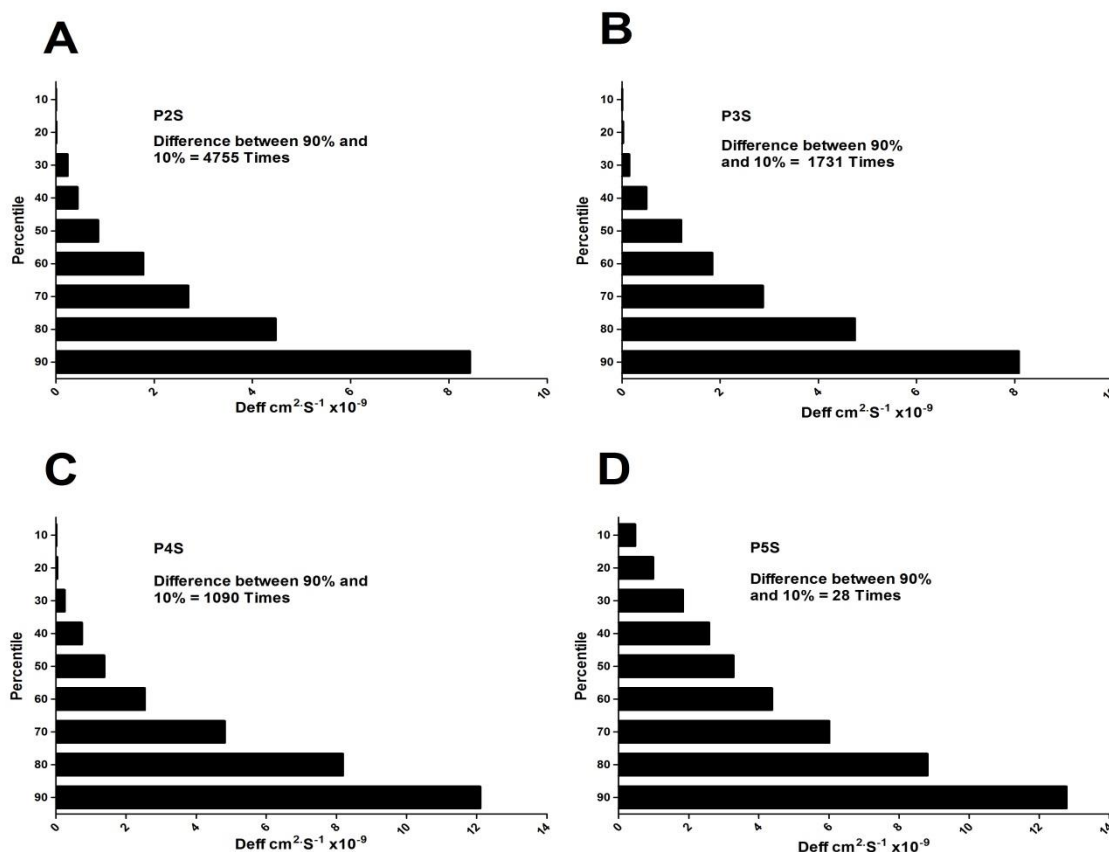 A
Percentile
10
20
30
40
50
60
70
80
90
P2S
Difference between 90% and
10% = 4755 Times
0 2 4 6 8 10
Deff cm²·S⁻¹ x10⁻⁹
B
Percentile
10
20
30
40
50
60
70
80
90
P3S
Difference between 90%
and 10% = 1731 Times
0 2 4 6 8 10
Deff cm²·S⁻¹ x10⁻⁹
C
Percentile
10
20
30
40
50
60
70
80
90
P4S
Difference between 90% and
10% = 1090 Times
0 2 4 6 8 10 12 14
Deff cm²·S⁻¹ x10⁻⁹
D
Percentile
10
20
30
40
50
60
70
80
90
P5S
Difference between 90%
and 10% = 28 Times
0 2 4 6 8 10 12 14
Deff cm²·S⁻¹ x10⁻⁹